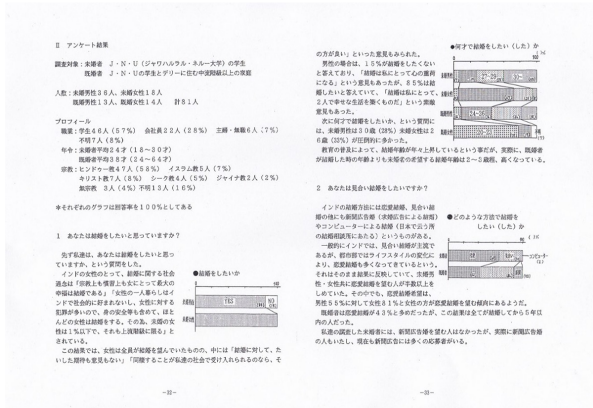 Ⅱ アンケート結果
調査対象: 未婚者 J・N・U(ジャワハルラル・ネルー大学)の学生
既婚者 J・N・Uの学生とデリーに住む中流階級以上の家庭
人数:未婚男性36人、未婚女性18人
既婚男性13人、既婚女性14人 計81人
プロフィール
職業:学生46人(57%) 会社員22人(28%) 主婦・無職6人(7%)
不明7人(8%)
年令:未婚者平均24才(18~30才)
既婚者平均38才(24~64才)
宗教:ヒンドゥー教47人(58%) イスラム教5人(7%)
キリスト教7人(8%) シーク教4人(5%) ジャイナ教2人(2%)
無宗教 3人(4%)不明13人(16%)
*それぞれのグラフは回答率を100%としてある
1 あなたは結婚をしたいと思っていますか?
先ず私達は、あなたは結婚をしたいと思っ
ていますか、という質問をした。
インドの女性のとって、結婚に関する社会
通念は「宗教上も慣習上も女にとって最大の
幸福は結婚である」「女性の一人暮らしはイ
ンドで社会的に好まれないし、女性に対する
犯罪が多いので、身の安全等も含めて、ほと
んどの女性は結婚をする。その為、夫婦の女
性は1%以下で、それも上流階級に限る」と
されている。
●結婚をしたいか
YES
NO
この結果では、女性は全員が結婚を望んでいたものの、中には「結婚に対して、た
いした期待も意見もない」「同棲することが私達の社会で受け入れられるのなら、そ
-32-
の方が良い」といった意見もみられた。
男性の場合は、15%が結婚をしたくない
と答えており、「結婚は私にとって心の重荷
になる」という意見もあったが、85%は結
婚したいと答えていて、「結婚は私にとって、
2人で幸せな生活を築くものだ」という素敵
意見もあった。
次に何才で結婚をしたいか、という質問に
は、未婚男性は30歳(28%)未婚女性は2
6歳(33%)が圧倒的に多かった。
●何才で結婚をしたい(した)か
教育の普及によって、結婚年齢が年々上昇しているという事だが、実際に、既婚者
が結婚した時の年齢よりも未婚者の希望する結婚年齢は2~3歳程、高くなっている。
2 あなたは見合い結婚をしたいですか?
インドの結婚方法には恋愛結婚、見合い結
婚の他にも新聞広告婚(求婚広告による結婚)
やコンピューターによる結婚(日本で云う所
の結婚相談所にあたる)というものがある。
一般的にインドでは、見合い結婚が主流で
あるが、都市部ではライフスタイルの変化に
より、恋愛結婚も多くなってきているという。
それはそのまま結果に反映していて、未婚男
性・女性共に恋愛結婚を望む人が半数以上を
しめていた。その中でも、恋愛結婚希望は、
●どのような方法で結婚を
したい(した)か
コンピューター
男性55%に対して女性81%と女性の方が恋愛結婚を望む傾向にあるようだ。
既婚者は恋愛結婚が43%と多めだったが、この結果は全てが結婚してから5年以
内の人だった。
私達の調査した未婚者には、新聞広告婚を望む人はなかったが、実際に新聞広告婚
の人もいたし、現在も新聞広告には多くの応募者がいる。
-33-